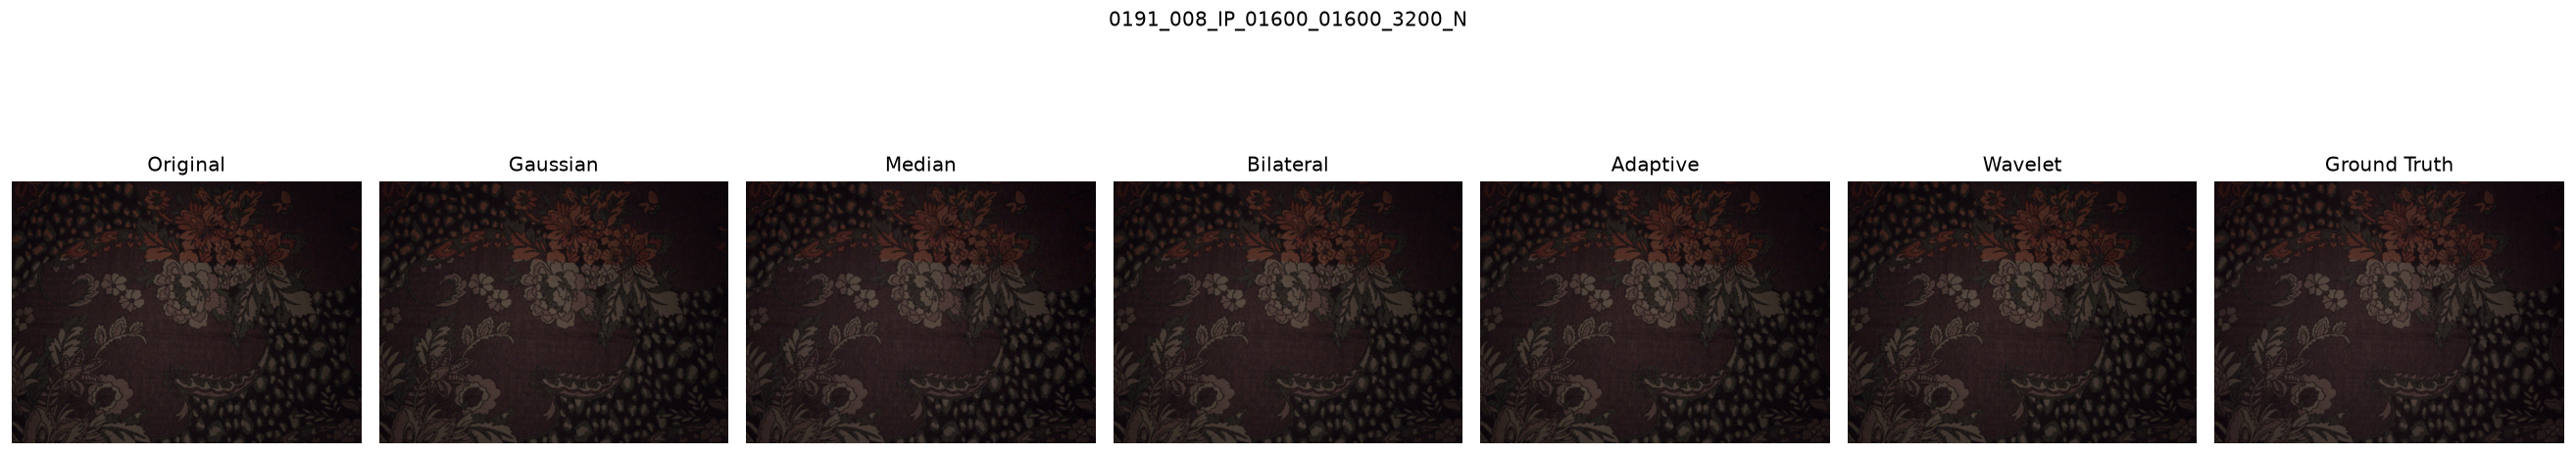 0191_008_IP_01600_01600_3200_N
Original Gaussian Median Bilateral Adaptive Wavelet Ground Truth